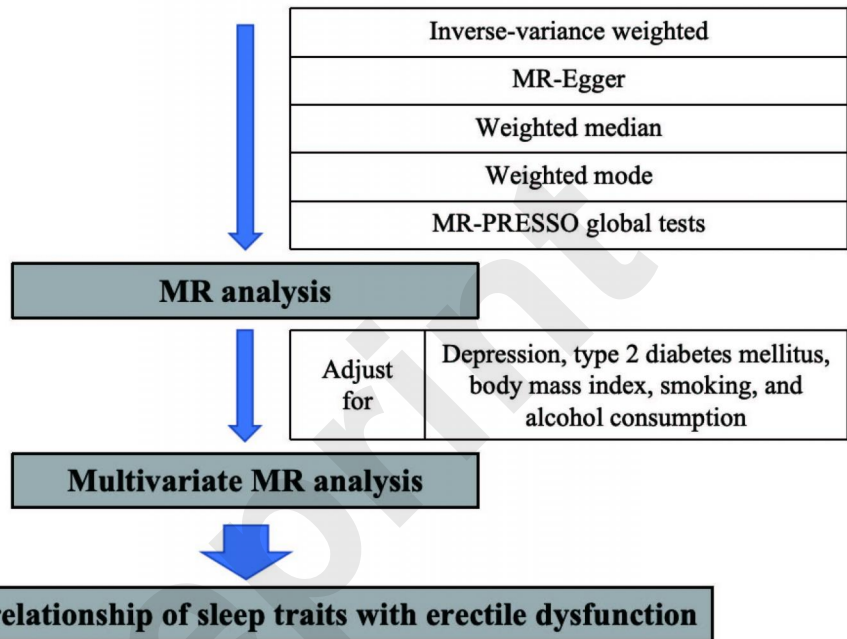 Inverse-variance weighted
MR-Egger
Weighted median
Weighted mode
MR-PRESSO global tests
MR analysis
Adjust
for
Depression, type 2 diabetes mellitus,
body mass index, smoking, and
alcohol consumption
Multivariate MR analysis
relationship of sleep traits with erectile dysfunction